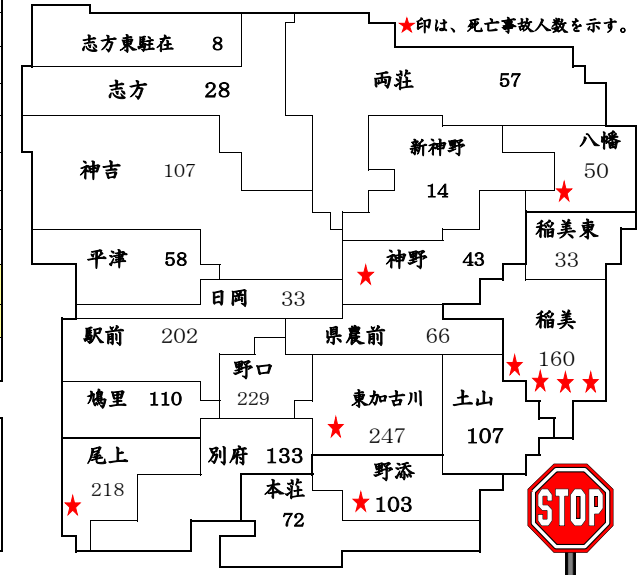 ★印は、死亡事故人数を示す。
志方東駐在 8
志方 28
両荘 57
新神野
14
八幡
50
★
神吉 107
稲美東
33
平津 58
神野 43
★
日岡 33
稲美
160
★ ★ ★ ★
駅前 202
県農前 66
野口
229
鳩里 110
東加古川
★ 247
土山
107
尾上
218
★
別府 133
野添
★ 103
本荘
72
STOP